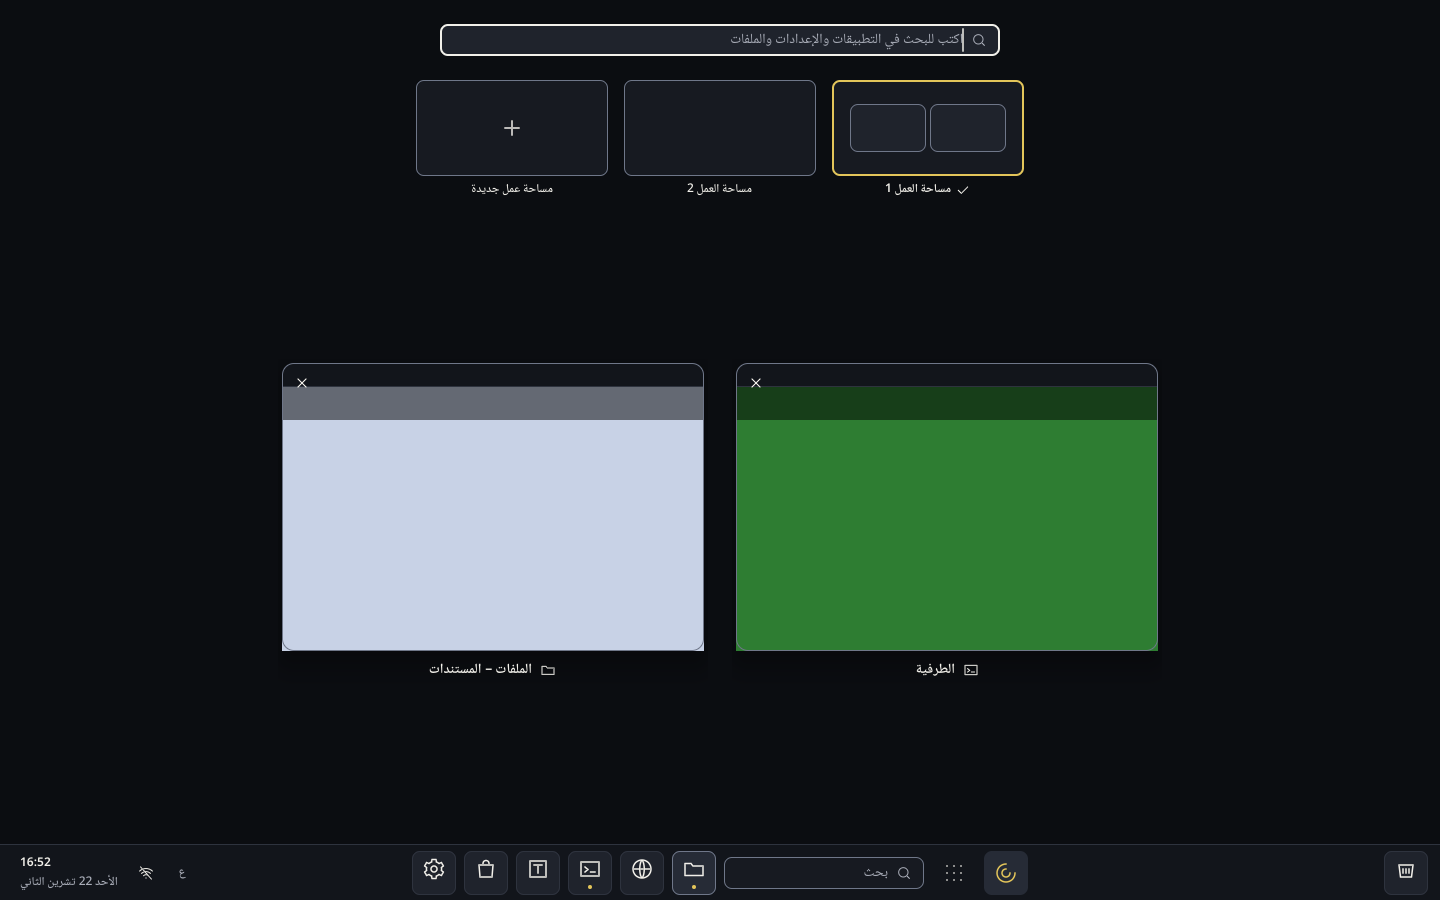 اكتب للبحث في التطبيقات والإعدادات والملفات
مساحة العمل 1
مساحة العمل 2
مساحة عمل جديدة
الطرفية
الملفات – المستندات
بحث
ع
16:52
الأحد 22 تشرين الثاني